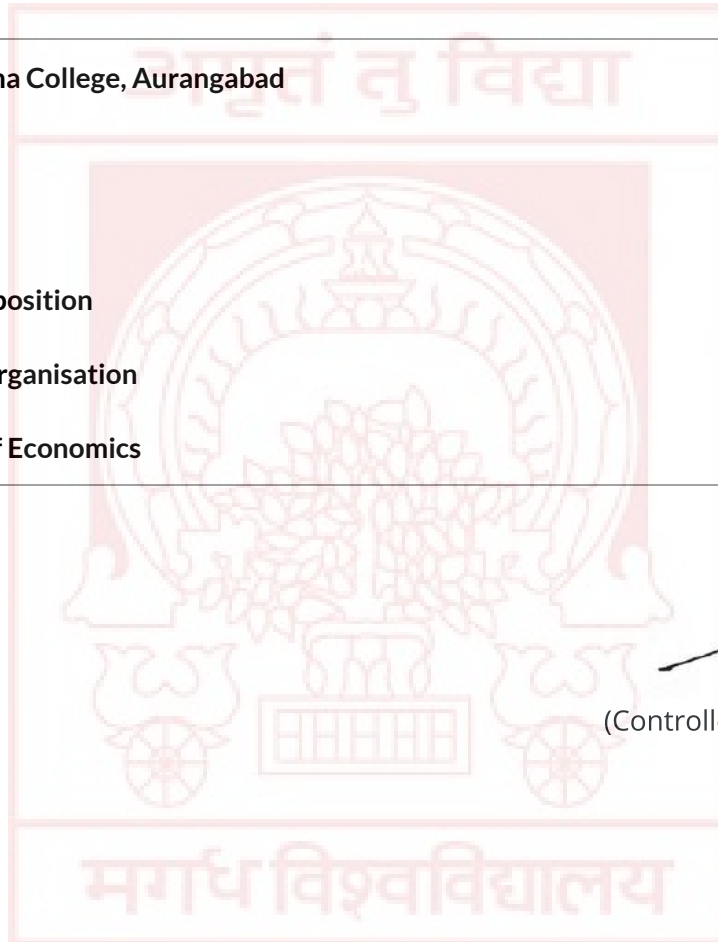 अमृतं तु विद्या
na College, Aurangabad
position
rganisation
f Economics
(Controll
मगध विश्वविद्यालय